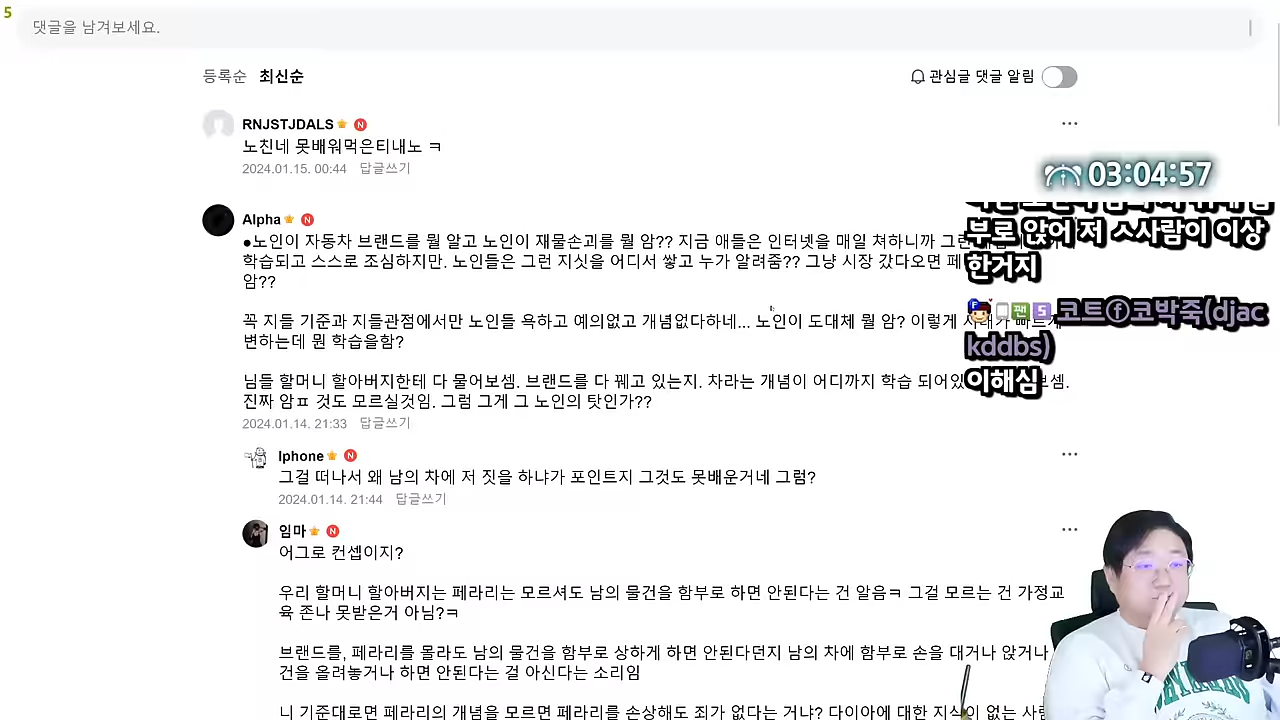 5
댓글을 남겨보세요.
등록순 최신순
관심글 댓글 알림
RNJSTJDALS N
노친네 못배워먹은티내노 ㅋ
2024.01.15. 00:44 답글쓰기
03:04:57
부로 앉어 저 ㅅ사람이 이상
한거지
F 팬 5 코트ⓕ코박죽(djac
kddbs)
이해심
Alpha N
●노인이 자동차 브랜드를 뭘 알고 노인이 재물손괴를 뭘 암?? 지금 애들은 인터넷을 매일 쳐하니까
학습되고 스스로 조심하지만. 노인들은 그런 지싯을 어디서 쌓고 누가 알려줌?? 그냥 시장 갔다오면
암??
꼭 지들 기준과 지들관점에서만 노인들 욕하고 예의없고 개념없다하네... 노인이 도대체 뭘 암? 이렇게
변하는데 뭔 학습을함?
님들 할머니 할아버지한테 다 물어보셈. 브랜드를 다 꿰고 있는지. 차라는 개념이 어디까지 학습
진짜 암ㅍ 것도 모르실것임. 그럼 그게 그 노인의 탓인가??
2024.01.14. 21:33 답글쓰기
Iphone N
그걸 떠나서 왜 남의 차에 저 짓을 하냐가 포인트지 그것도 못배운거네 그럼?
2024.01.14. 21:44 답글쓰기
임마 N
어그로 컨셉이지?
우리 할머니 할아버지는 페라리는 모르셔도 남의 물건을 함부로 하면 안된다는 건 알음ㅋ 그걸 모르는 건 가정교
육 존나 못받은거 아님?ㅋ
브랜드를, 페라리를 몰라도 남의 물건을 함부로 상하게 하면 안된다던지 남의 차에 함부로 손을 대거나 앉거나
건을 올려놓거나 하면 안된다는 걸 아신다는 소리임
니 기준대로면 페라리의 개념을 모르면 페라리를 손상해도 죄가 없다는 거냐? 다이아에 대한 지식이 없는